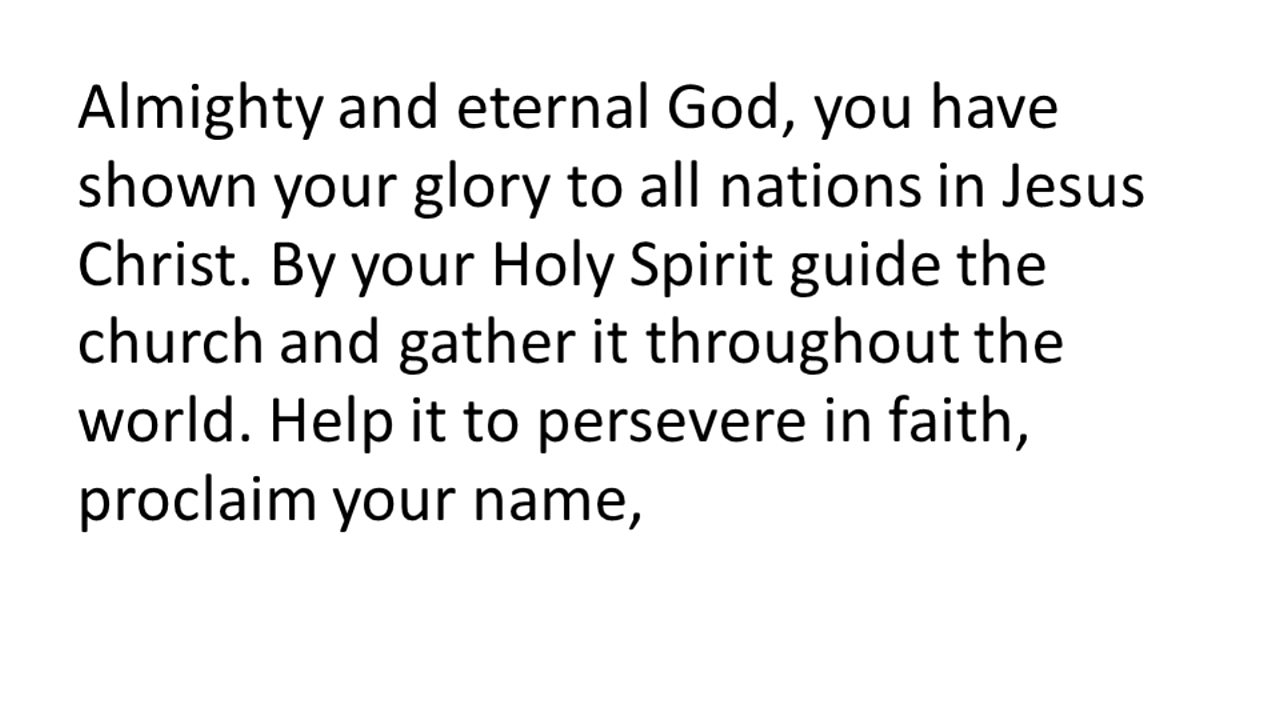 Almighty and eternal God, you have
shown your glory to all nations in Jesus
Christ. By your Holy Spirit guide the
church and gather it throughout the
world. Help it to persevere in faith,
proclaim your name,